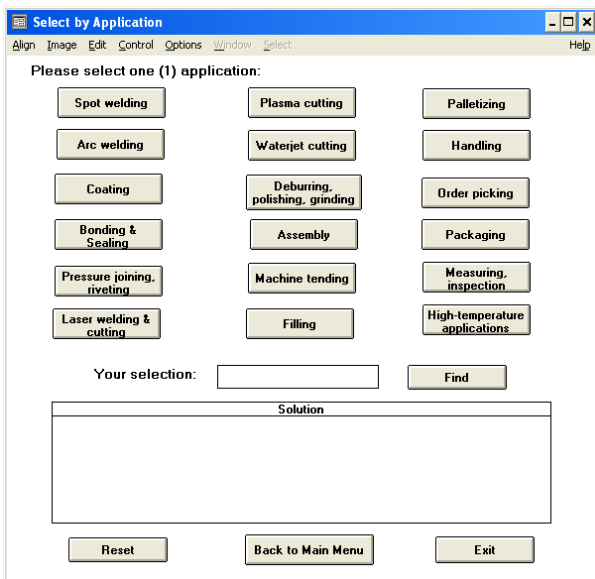 Select by Application
Align Image Edit Control Options Window Select Help
Please select one (1) application:
Spot welding Plasma cutting Palletizing
Arc welding Waterjet cutting Handling
Coating Deburring, polishing, grinding Order picking
Bonding & Sealing Assembly Packaging
Pressure joining, riveting Machine tending Measuring, inspection
Laser welding & cutting Filling High-temperature applications
Your selection: Find
Solution
Reset Back to Main Menu Exit